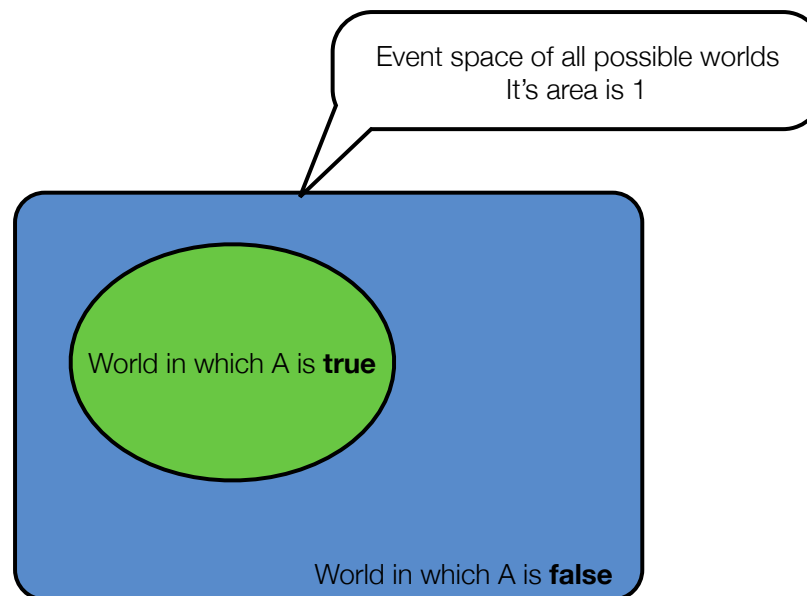 Event space of all possible worlds
It’s area is 1
World in which A is true
World in which A is false